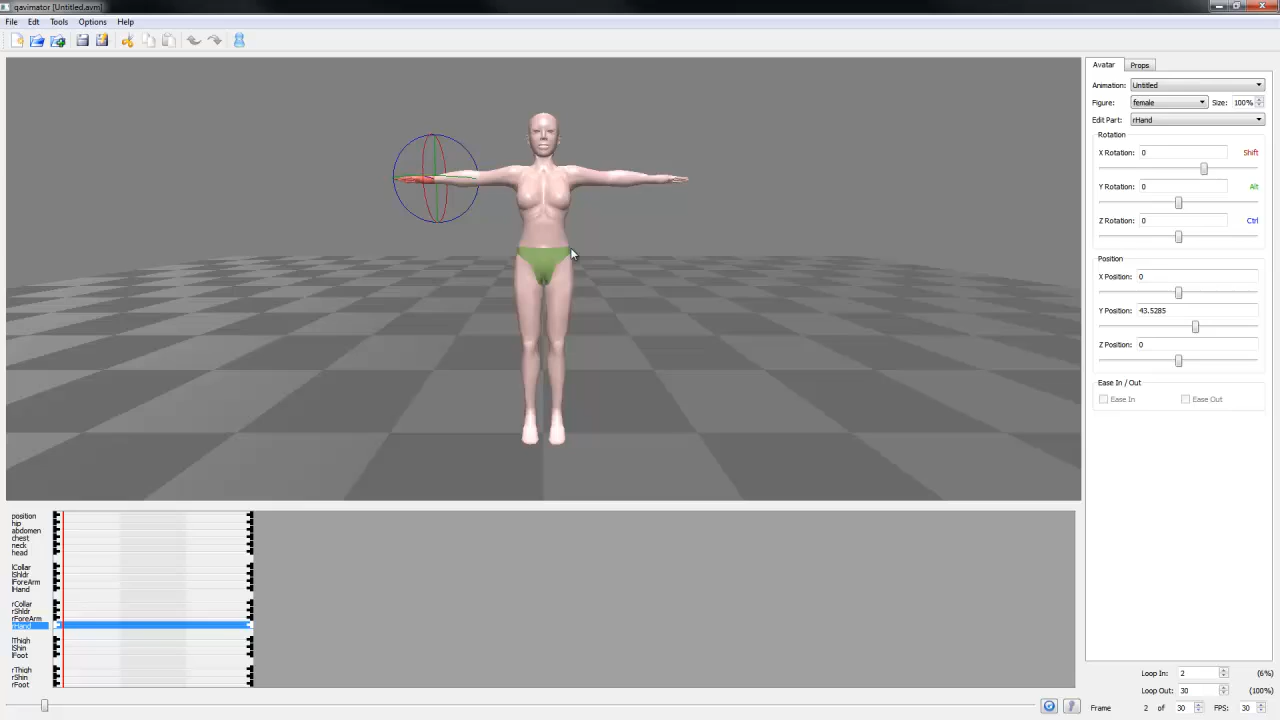 qavimator [Untitled.avm]
File Edt Tools Options Help
Avatar Props
Animation: Untitled
Figure: female Size: 100%
Edit Part: rHand
Rotation
X Rotation: 0 Shift
Y Rotation: 0 Alt
Z Rotation: 0 Ctrl
Position
X Position: 0
Y Position: 43.5285
Z Position: 0
Ease In / Out
Ease In Ease Out
position
hip
abdomen
chest
neck
head
lCollar
lShldr
lForeArm
lHand
rCollar
rShldr
rForeArm
rHand
lThigh
lShin
lFoot
rThigh
rShin
rFoot
Loop In: 2 (6%)
Loop Out: 30 (100%)
Frame 2 of 30 FPS: 30